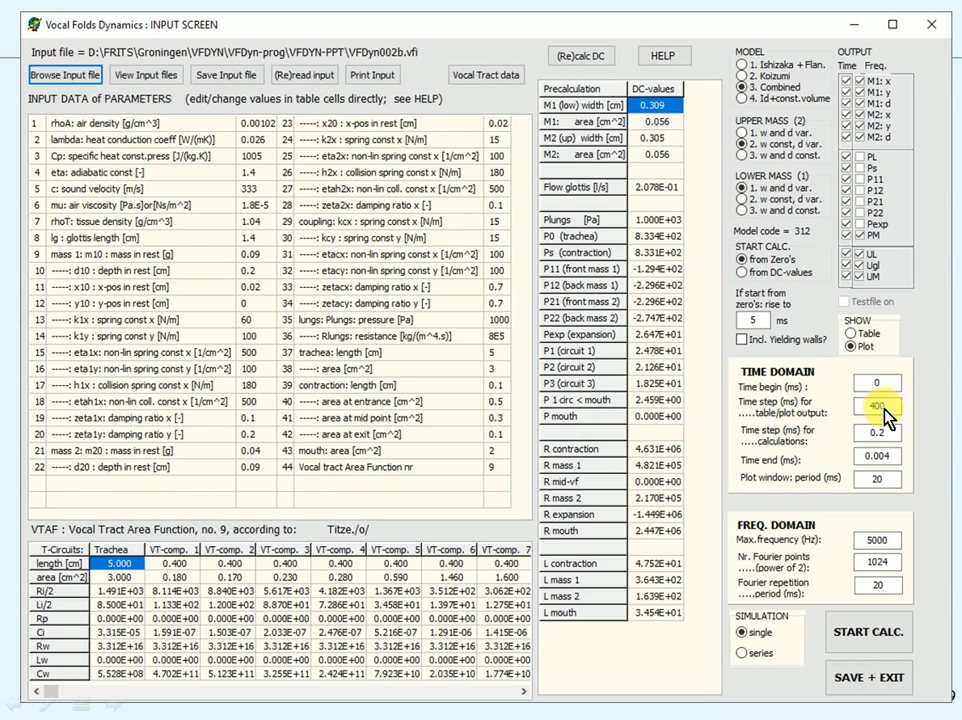 Vocal Folds Dynamics : INPUT SCREEN
Input file = D:\FRITS\Groningen\VFDYN\VFDyn-prog\VFDYN-PPT\VFDyn002b.vfi
Browse Input file View Input files Save Input file (Re)read input Print Input Vocal Tract data
INPUT DATA of PARAMETERS (edit/change values in table cells directly; see HELP)
1 rhoA: air density [g/cm^3] 0.00102 23 -----: x20 : x-pos in rest [cm] 0.02
2 lambda: heat conduction coeff [W/(mK)] 0.026 24 -----: k2x : spring const x [N/m] 15
3 Cp: specific heat const.press [J/(kg.K)] 1005 25 -----: eta2x: non-lin spring const x [1/cm^2] 100
4 eta: adiabatic const [-] 1.4 26 -----: h2x : collision const x [N/m] 180
5 c: sound velocity [m/s] 333 27 -----: etah2x: non-lin coll. const x [1/cm^2] 500
6 mu: air viscosity [Pa.s]or[Ns/m^2] 1.8E-5 28 -----: zeta2x: damping ratio x [-] 0.6
7 rhoT: tissue density [g/cm^3] 1.04 29 coupling: kcx : spring const x [N/m] 15
8 lg : glottis length [cm] 1.4 30 -----: kcy : spring const y [N/m] 15
9 mass 1: m10 : mass in rest [g] 0.09 31 -----: etacx: non-lin spring const x [1/cm^2] 100
10 -----: d10 : depth in rest [cm] 0.2 32 -----: etacy: non-lin spring const y [1/cm^2] 100
11 -----: x10 : x-pos in rest [cm] 0.02 33 -----: zetacx: damping ratio x [-] 0.7
12 -----: y10 : y-pos in rest [cm] 0 34 -----: zetacy: damping ratio y [-] 0.7
13 -----: k1x : spring const x [N/m] 60 35 lungs: Plungs: pressure [Pa] 1000
14 -----: k1y : spring const y [N/m] 100 36 -----: Rlungs: resistance [kg/(m^4.s)] 8E5
15 -----: eta1x: non-lin spring const x [1/cm^2] 500 37 trachea: length [cm] 5
16 -----: eta1y: non-lin spring const y [1/cm^2] 100 38 -----: area [cm^2] 3
17 -----: h1x : collision const x [N/m] 180 39 contraction: length [cm] 0.1
18 -----: etah1x: non-lin coll. const x [1/cm^2] 500 40 -----: area at entrance [cm^2] 0.5
19 -----: zeta1x: damping ratio x [-] 0.1 41 -----: area at mid point [cm^2] 0.3
20 -----: zeta1y: damping ratio y [-] 0.2 42 -----: area at exit [cm^2] 0.1
21 mass 2: m20 : mass in rest [g] 0.04 43 mouth: area [cm^2] 2
22 -----: d20 : depth in rest [cm] 0.09 44 Vocal tract Area Function nr 9
VTAF : Vocal Tract Area Function, no. 9, according to: Titze./o/
T-Circuits: Trachea VT-comp. 1 VT-comp. 2 VT-comp. 3 VT-comp. 4 VT-comp. 5 VT-comp. 6 VT-comp. 7
length [cm] 5.000 0.400 0.400 0.400 0.400 0.400 0.400 0.400
area [cm^2] 3.000 0.180 0.170 0.230 0.280 0.590 1.460 1.600
Ri/2 1.491E+03 8.114E+03 8.840E+03 5.617E+03 4.182E+03 1.367E+03 3.512E+02 3.062E+02
Li/2 8.500E+01 1.133E+02 1.200E+02 8.870E+01 7.286E+01 3.458E+01 1.397E+01 1.275E+01
Rp 0.000E+00 0.000E+00 0.000E+00 0.000E+00 0.000E+00 0.000E+00 0.000E+00 0.000E+00
Ci 3.315E-05 1.591E-07 1.503E-07 2.033E-07 2.476E-07 5.216E-07 1.291E-06 1.415E-06
Rw 3.312E+16 3.312E+16 3.312E+16 3.312E+16 3.312E+16 3.312E+16 3.312E+16 3.312E+16
Lw 0.000E+00 0.000E+00 0.000E+00 0.000E+00 0.000E+00 0.000E+00 0.000E+00 0.000E+00
Cw 5.528E+08 4.702E+11 5.123E+11 3.255E+11 2.424E+11 7.923E+10 2.035E+10 1.774E+10
(Re)calc DC HELP
Precalculation DC-values
M1 (low) width [cm] 0.309
M1: area [cm^2] 0.056
M2 (up) width [cm] 0.305
M2: area [cm^2] 0.056
Flow glottis [l/s] 2.078E-01
Plungs [Pa] 1.000E+03
P0 (trachea) 8.334E+02
Ps (contraction) 8.331E+02
P11 (front mass 1) -1.294E+02
P12 (back mass 1) -2.296E+02
P21 (front mass 2) -2.296E+02
P22 (back mass 2) -2.747E+02
Pexp (expansion) 2.647E+01
P1 (circuit 1) 2.478E+01
P2 (circuit 2) 2.126E+01
P3 (circuit 3) 1.825E+01
P 1 circ < mouth 2.459E+00
P mouth 0.000E+00
R contraction 4.631E+06
R mass 1 4.821E+05
R mid-vf 0.000E+00
R mass 2 2.170E+05
R expansion -1.449E+06
R mouth 2.447E+06
L contraction 4.752E+01
L mass 1 3.643E+02
L mass 2 1.639E+02
L mouth 3.454E+01
MODEL
1. Ishizaka + Flan.
2. Koizumi
3. Combined
4. Id+const.volume
UPPER MASS (2)
1. w and d var.
2. w const, d var.
3. w and d const.
LOWER MASS (1)
1. w and d var.
2. w const, d var.
3. w and d const.
Model code = 312
START CALC.
from Zero's
from DC-values
If start from
zero's: rise to
5 ms
Incl. Yielding walls?
OUTPUT
Time Freq.
M1: x
M1: y
M1: d
M2: x
M2: y
M2: d
PL
Ps
P11
P12
P21
P22
Pexp
PM
UL
Ugl
UM
Testfile on
SHOW
Table
Plot
TIME DOMAIN
Time begin (ms) : 0
Time step (ms) for
.....table/plot output: 400
Time step (ms) for
.....calculations: 0.2
Time end (ms): 0.004
Plot window: period (ms) 20
FREQ. DOMAIN
Max.frequency (Hz): 5000
Nr. Fourier points
....(power of 2): 1024
Fourier repetition
.....period (ms): 20
SIMULATION
single
series
START CALC.
SAVE + EXIT